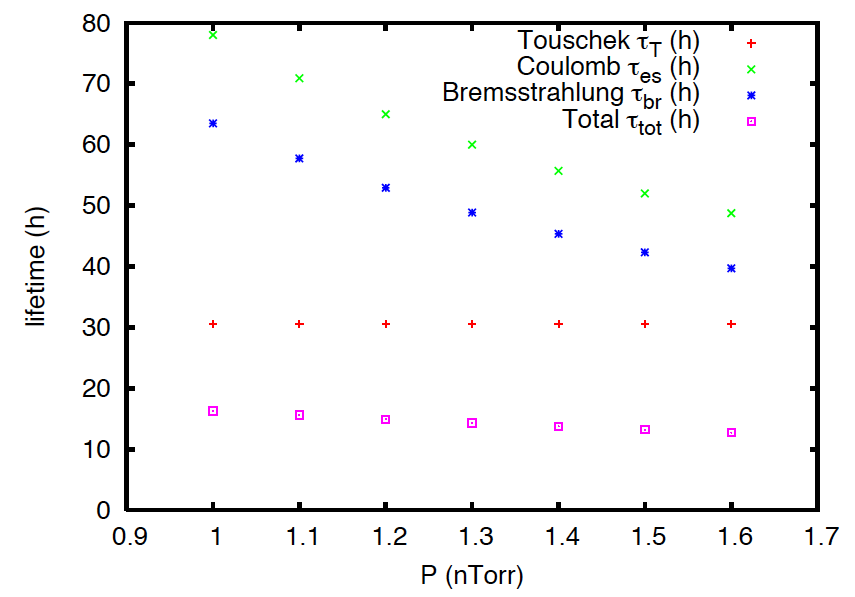 80
70
60
50
40
30
20
10
0
lifetime (h)
Touschek τT (h)
Coulomb τes (h)
Bremsstrahlung τbr (h)
Total τtot (h)
0.9 1 1.1 1.2 1.3 1.4 1.5 1.6 1.7
P (nTorr)